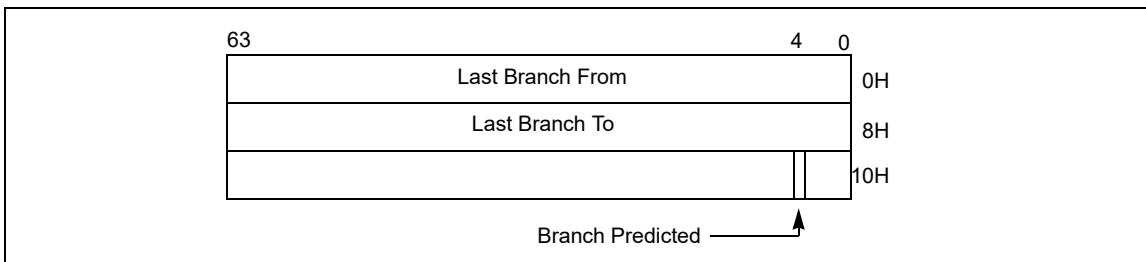 63 4 0
Last Branch From 0H
Last Branch To 8H
10H
Branch Predicted